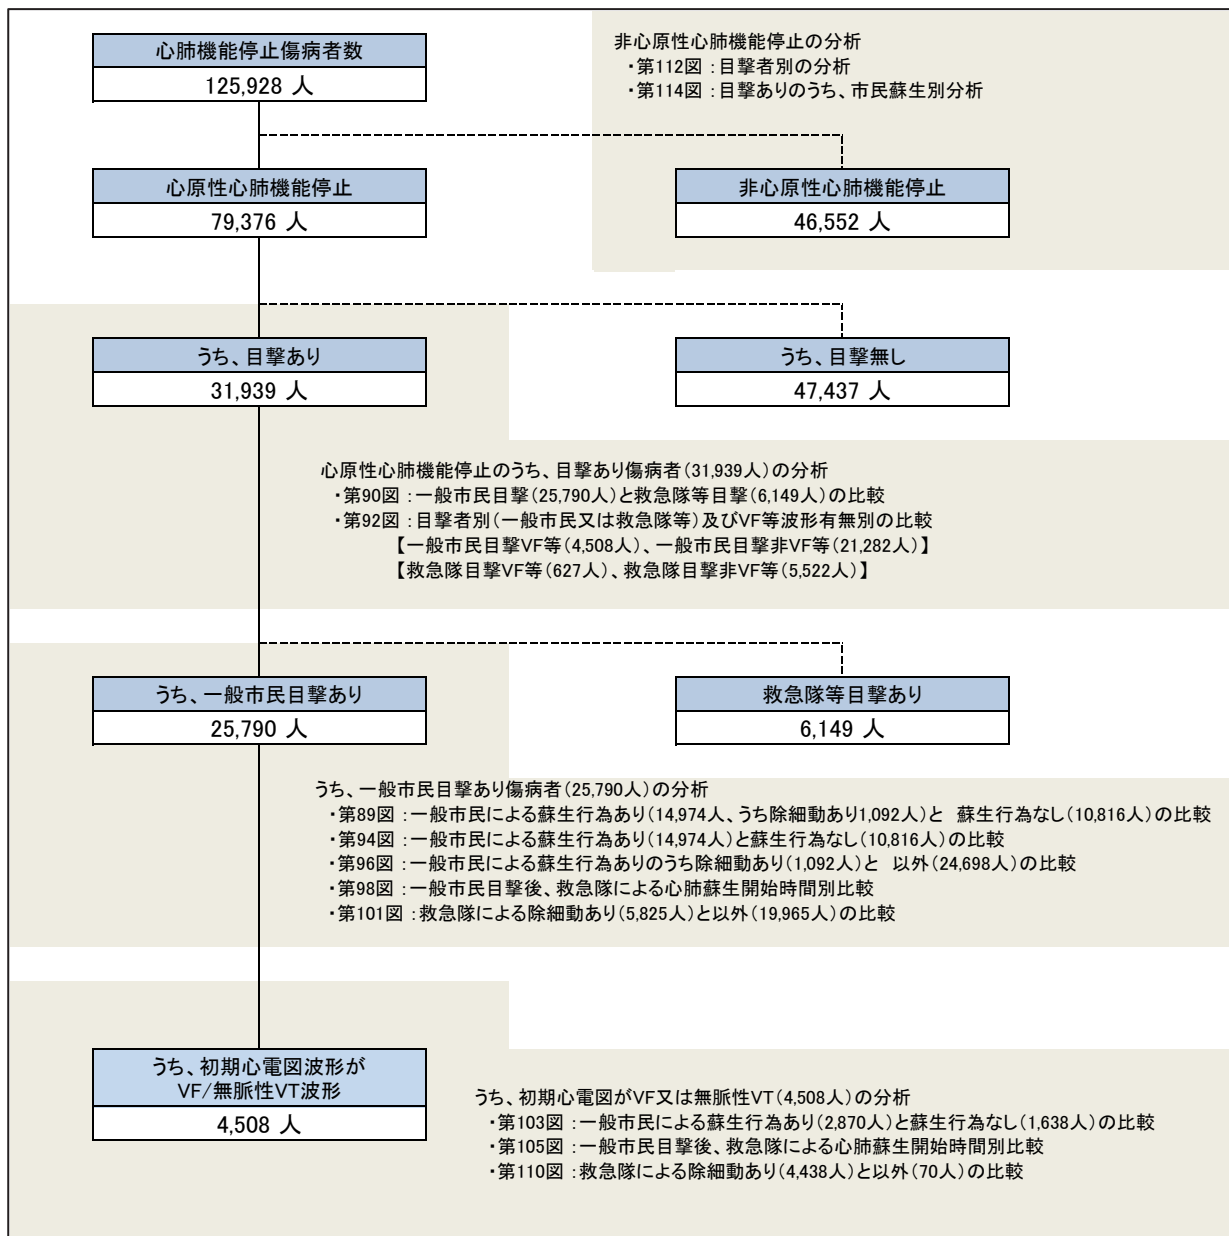 心肺機能停止傷病者数
125,928 人
非心原性心肺機能停止の分析
・第112図：目撃者別の分析
・第114図：目撃ありのうち、市民蘇生別分析
心原性心肺機能停止
79,376 人
非心原性心肺機能停止
46,552 人
うち、目撃あり
31,939 人
うち、目撃無し
47,437 人
心原性心肺機能停止のうち、目撃あり傷病者(31,939人)の分析
・第90図：一般市民目撃(25,790人)と救急隊等目撃(6,149人)の比較
・第92図：目撃者別(一般市民又は救急隊等)及びVF等波形有無別の比較
【一般市民目撃VF等(4,508人)、一般市民目撃非VF等(21,282人)】
【救急隊目撃VF等(627人)、救急隊目撃非VF等(5,522人)】
うち、一般市民目撃あり
25,790 人
救急隊等目撃あり
6,149 人
うち、一般市民目撃あり傷病者(25,790人)の分析
・第89図：一般市民による蘇生行為あり(14,974人、うち除細動あり1,092人)と 蘇生行為なし(10,816人)の比較
・第94図：一般市民による蘇生行為あり(14,974人)と蘇生行為なし(10,816人)の比較
・第96図：一般市民による蘇生行為ありのうち除細動あり(1,092人)と 以外(24,698人)の比較
・第98図：一般市民目撃後、救急隊による心肺蘇生開始時間別比較
・第101図：救急隊による除細動あり(5,825人)と以外(19,965人)の比較
うち、初期心電図波形が
VF/無脈性VT波形
4,508 人
うち、初期心電図がVF又は無脈性VT(4,508人)の分析
・第103図：一般市民による蘇生行為あり(2,870人)と蘇生行為なし(1,638人)の比較
・第105図：一般市民目撃後、救急隊による心肺蘇生開始時間別比較
・第110図：救急隊による除細動あり(4,438人)と以外(70人)の比較